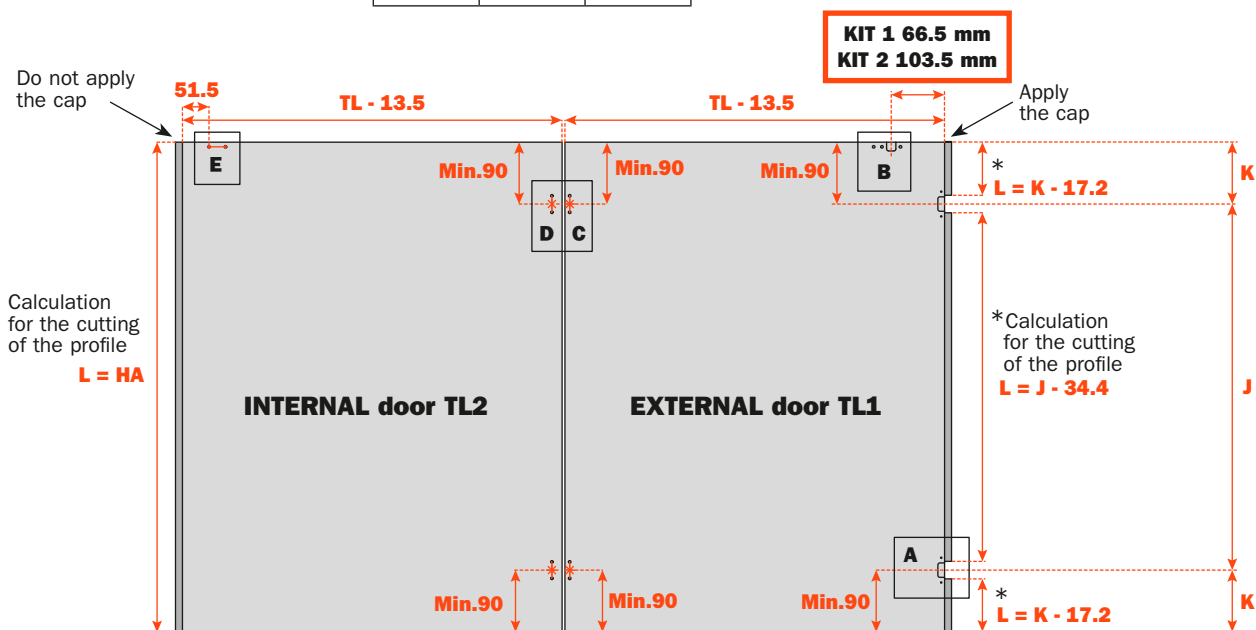 KIT 1 66.5 mm
KIT 2 103.5 mm
Do not apply
the cap
51.5
TL - 13.5
TL - 13.5
Apply
the cap
E
Min.90
Min.90
Min.90
B
*
L = K - 17.2
K
D
C
Calculation
for the cutting
of the profile
L = HA
*Calculation
for the cutting
of the profile
L = J - 34.4
J
INTERNAL door TL2
EXTERNAL door TL1
A
Min.90
Min.90
Min.90
*
L = K - 17.2
K